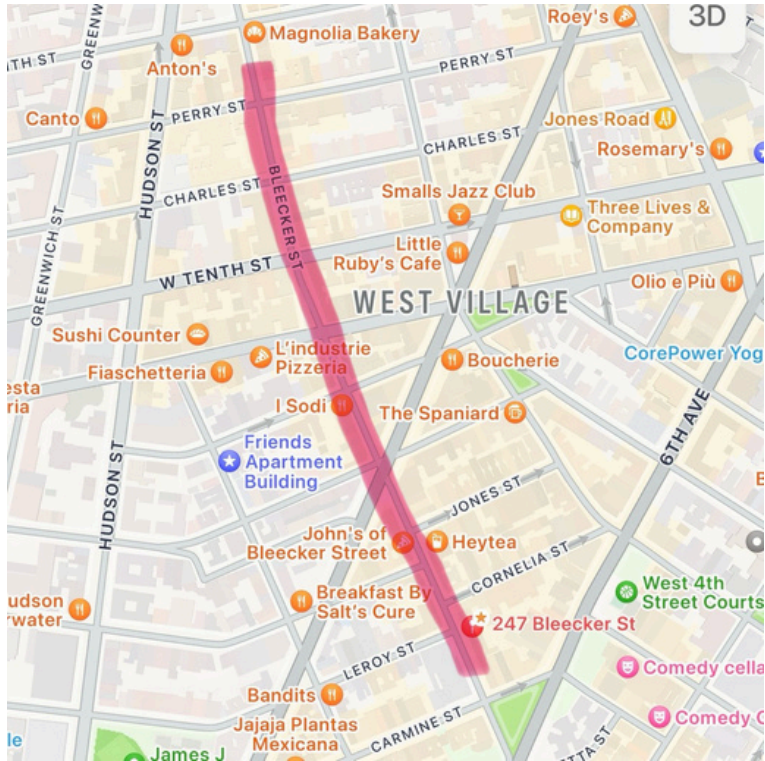 Roey's
3D
Magnolia Bakery
GREENW
TH ST
Anton's
PERRY ST
Canto
PERRY ST
HUDSON ST
Jones Road
CHARLES ST
Rosemary's
BLEECKER ST
CHARLES ST
Smalls Jazz Club
Three Lives &
Company
GREENWICH ST
Little
Ruby's Cafe
W TENTH ST
Olio e Più
WEST VILLAGE
Sushi Counter
L'industrie
Pizzeria
CorePower Yog
Fiaschetteria
Boucherie
esta
ria
I Sodi
The Spaniard
6TH AVE
Friends
Apartment
Building
HUDSON ST
JONES ST
John's of
Bleecker Street
Heytea
CORNELIA ST
West 4th
Street Courts
Breakfast By
Salt's Cure
udson
rwater
247 Bleecker St
LEROY ST
Comedy cella
Bandits
Comedy C
CARMINE ST
Jajaja Plantas
Mexicana
TTA ST
le
James J